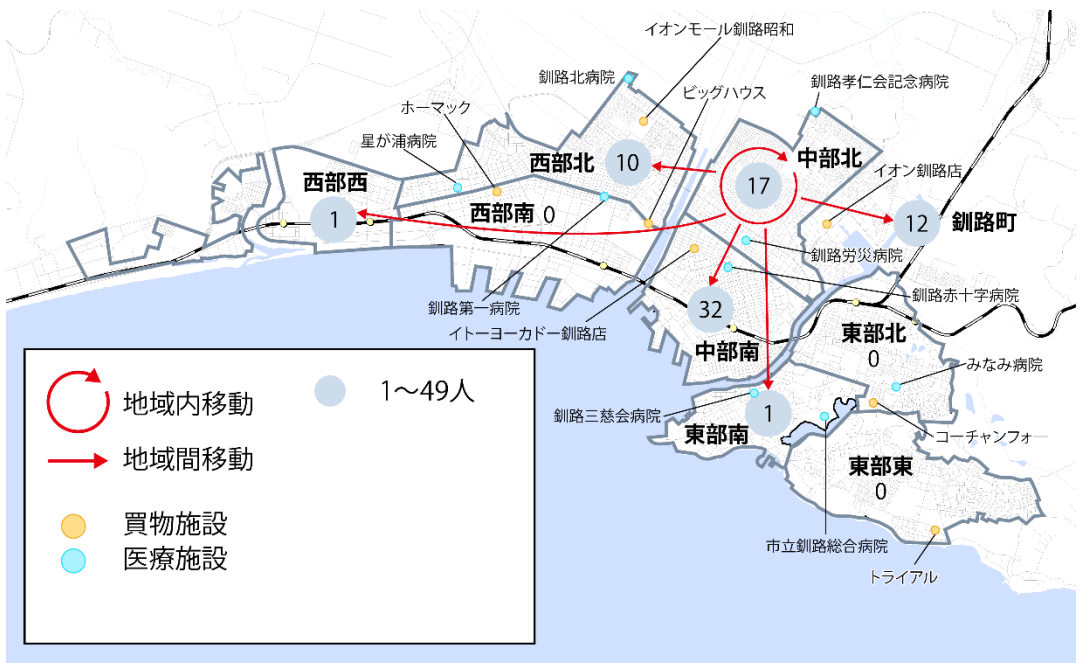 イオンモール釧路昭和
釧路北病院
釧路孝仁会記念病院
ビッグハウス
ホーマック
星が浦病院
西部北
10
中部北
17
イオン釧路店
西部西
1
西部南 0
12
釧路町
釧路労災病院
釧路赤十字病院
釧路第一病院
イトーヨーカドー釧路店
32
中部南
東部北
0
みなみ病院
釧路三慈会病院
1
東部南
コーチャンフォー
東部東
0
市立釧路総合病院
トライアル
地域内移動
1～49人
地域間移動
買物施設
医療施設